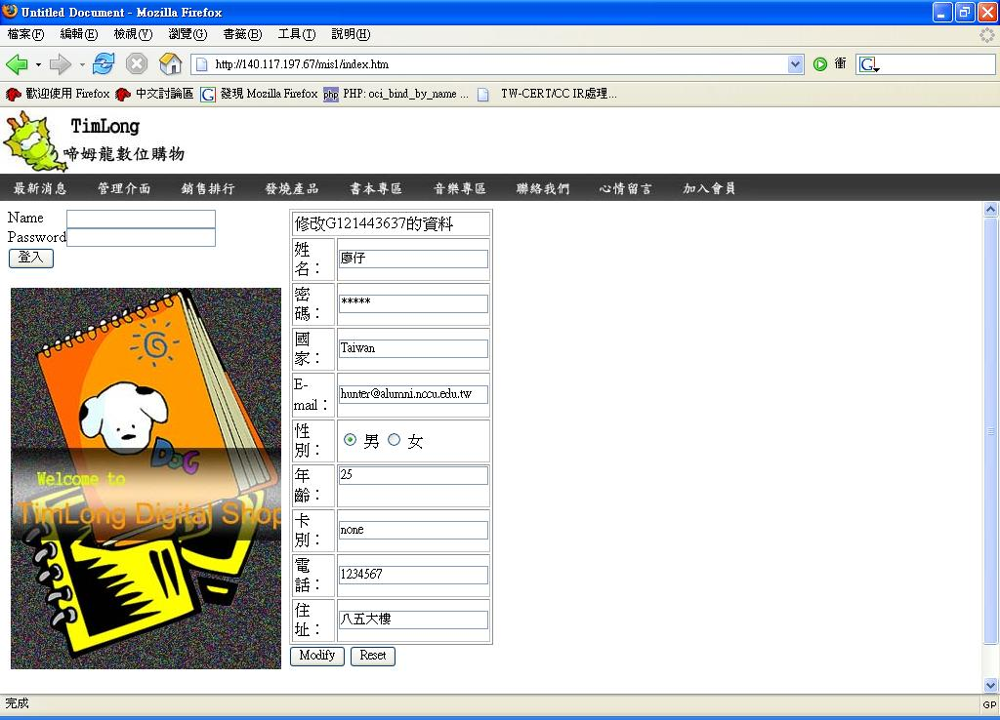 Untitled Document - Mozilla Firefox
檔案(F) 編輯(E) 檢視(V) 瀏覽(G) 書籤(B) 工具(T) 說明(H)
http://140.117.197.67/mis1/index.htm 衝 G
歡迎使用 Firefox 中文討論區 G 發現 Mozilla Firefox php PHP: oci_bind_by_name ... TW-CERT/CC IR處理...
TimLong
啼姆龍數位購物
最新消息 管理介面 銷售排行 發燒產品 書本專區 音樂專區 聯絡我們 心情留言 加入會員
Name
Password
登入
DOG
Welcome to
TimLong Digital Shop
修改G121443637的資料
姓名： 廖仔
密碼： *****
國家： Taiwan
E-mail： hunter@alumni.nccu.edu.tw
性別： 男 女
年齡： 25
卡別： none
電話： 1234567
住址： 八五大樓
Modify Reset
完成 GP